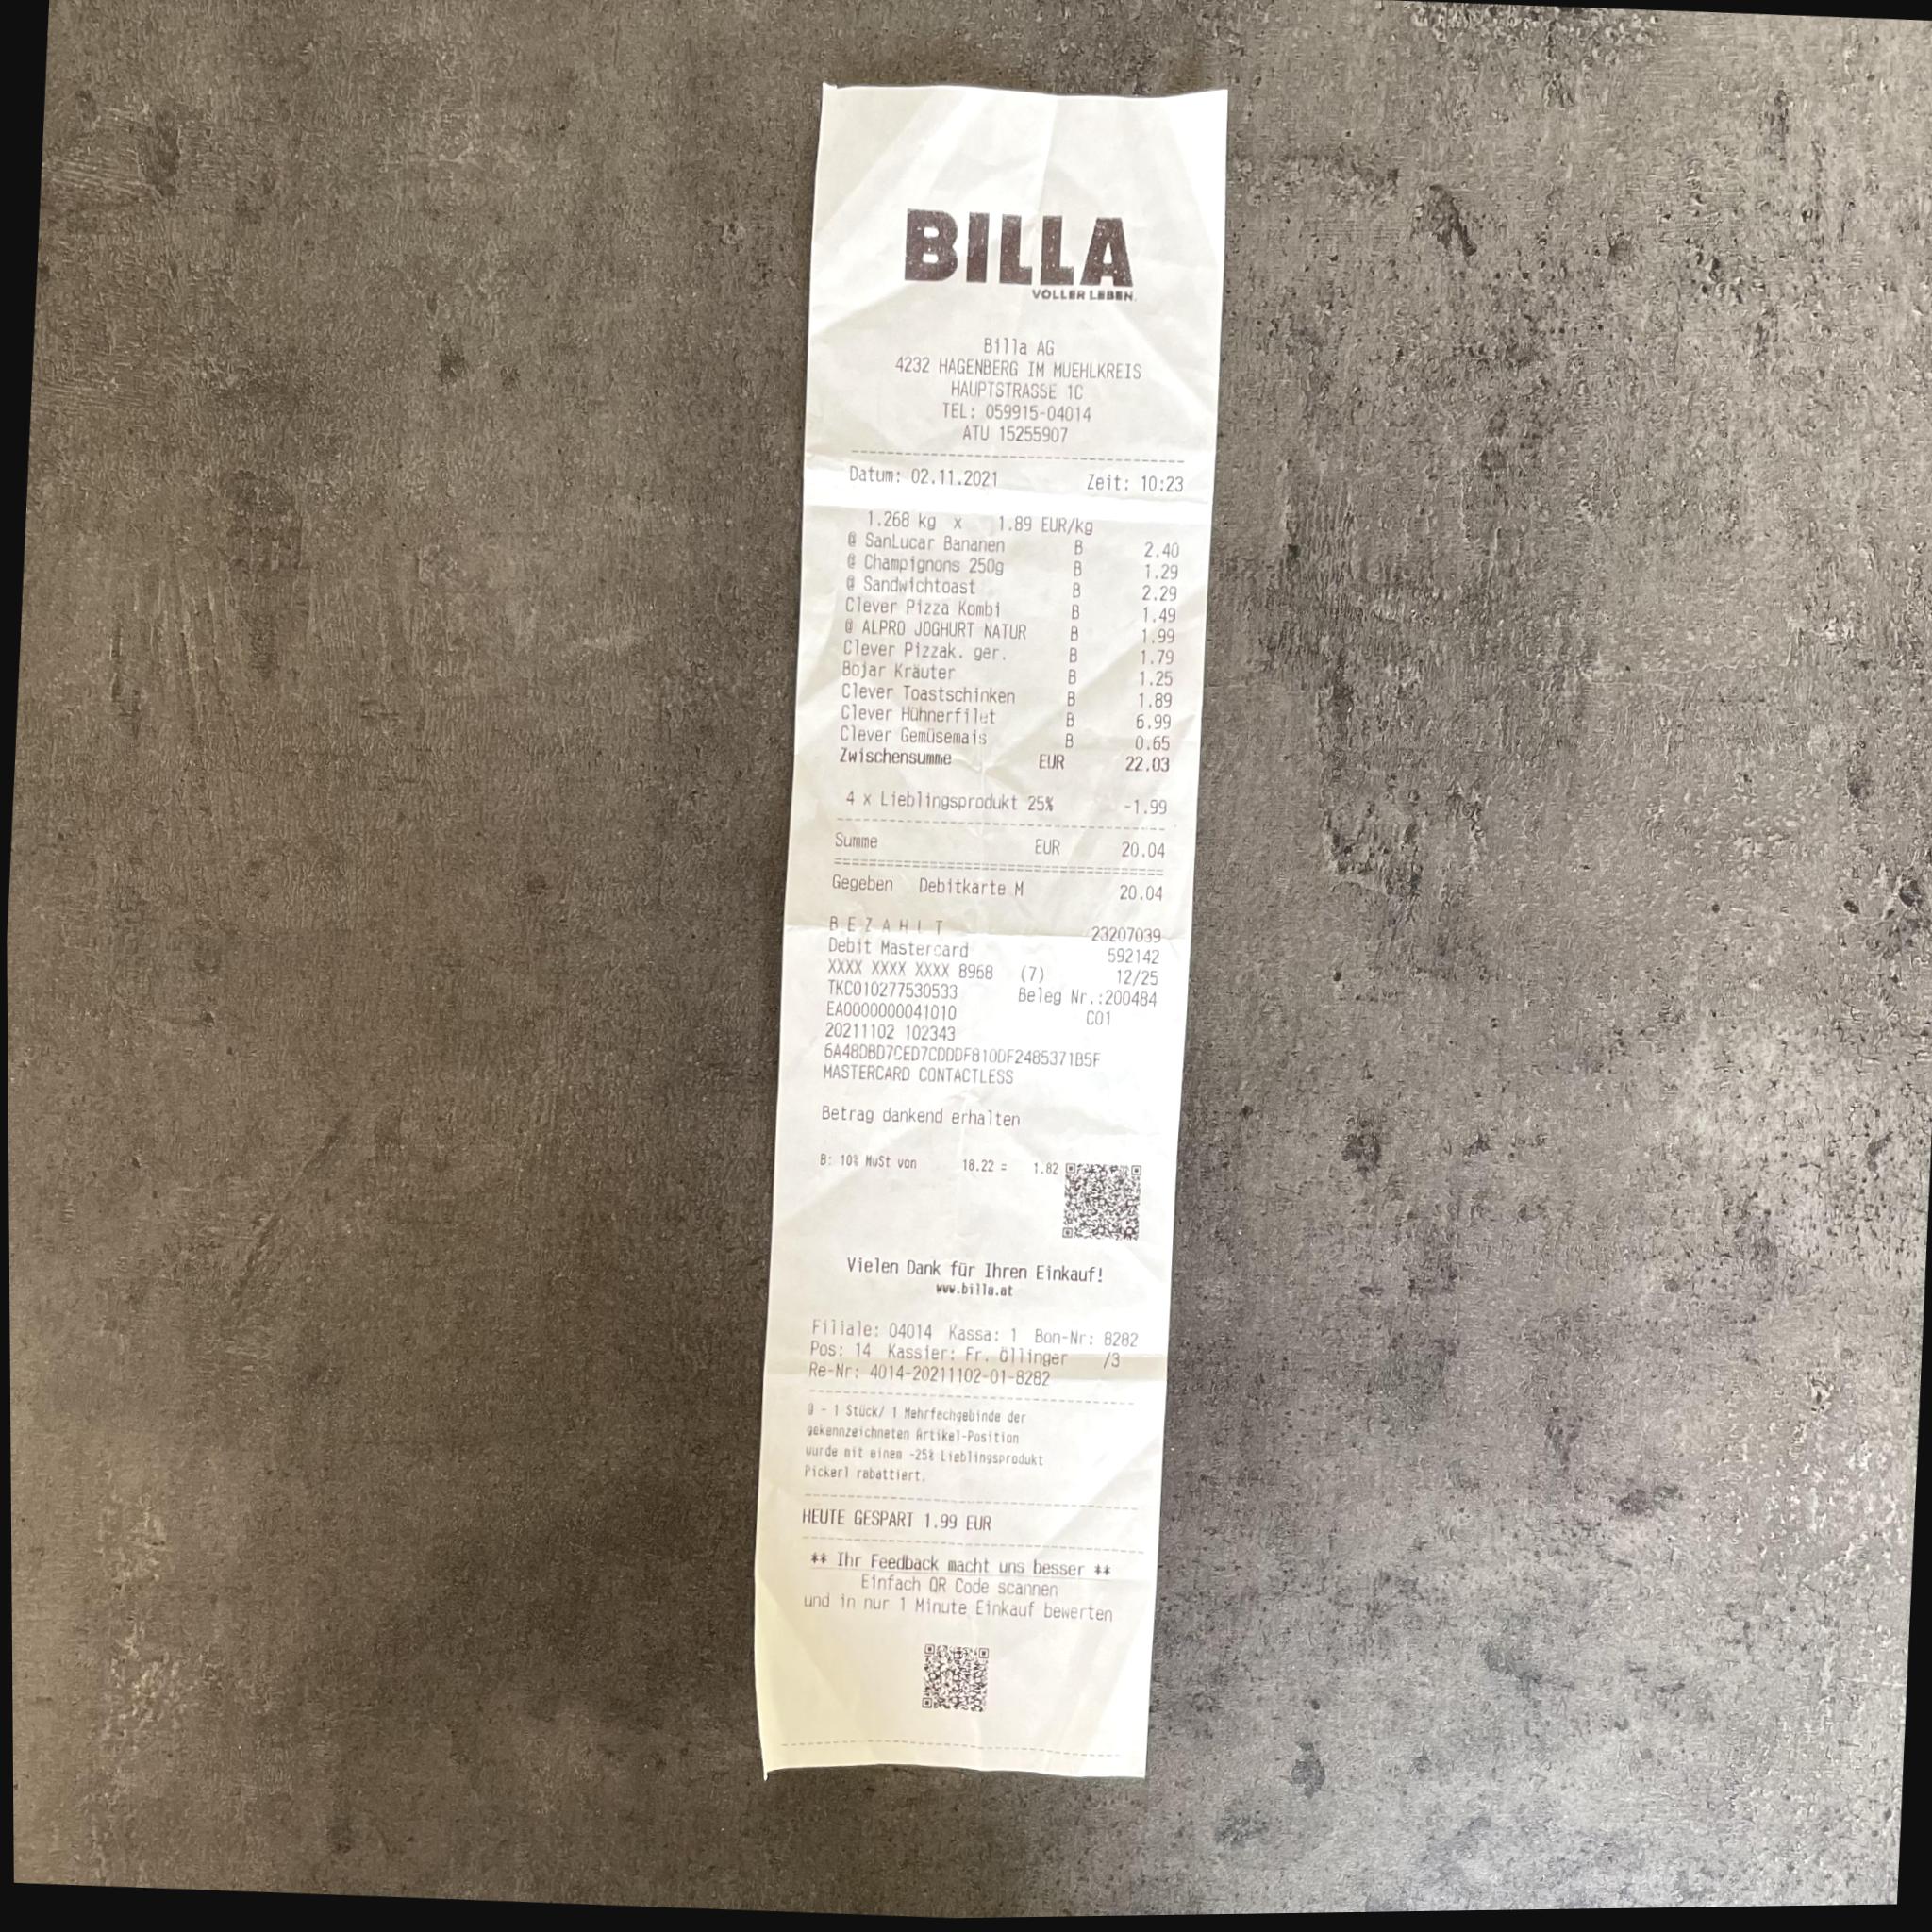 BILLA
VOLLER LEBEN.
Billa AG
4232 HAGENBERG IM MUEHLKREIS
HAUPTSTRASSE 1C
TEL: 059915-04014
ATU 15255907
Datum: 02.11.2021 Zeit: 10:23
1.268 kg x 1.89 EUR/kg
@ SanLucar Bananen B 2.40
@ Champignons 250g B 1.29
@ Sandwichtoast B 2.29
Clever Pizza Kombi B 1.49
@ ALPRO JOGHURT NATUR B 1.99
Clever Pizzak. ger. B 1.79
Bojar Kräuter B 1.25
Clever Toastschinken B 1.89
Clever Hühnerfilet B 6.99
Clever Gemüsemais B 0.65
Zwischensumme EUR 22.03
4 x Lieblingsprodukt 25% -1.99
Summe EUR 20.04
Gegeben Debitkarte M 20.04
B E Z A H L T 23207039
Debit Mastercard 592142
XXXX XXXX XXXX 8968 (7) 12/25
TKC010277530533 Beleg Nr.:200484
EA0000000041010 C01
20211102 102343
6A48DBD7CED7CDDDF810DF2485371B5F
MASTERCARD CONTACTLESS
Betrag dankend erhalten
B: 10% MwSt von 18.22 = 1.82
Vielen Dank für Ihren Einkauf!
www.billa.at
Filiale: 04014 Kassa: 1 Bon-Nr: 8282
Pos: 14 Kassier: Fr. Öllinger /3
Re-Nr: 4014-20211102-01-8282
@ - 1 Stück/ 1 Mehrfachgebinde der
gekennzeichneten Artikel-Position
wurde mit einem -25% Lieblingsprodukt
Pickerl rabattiert.
HEUTE GESPART 1.99 EUR
** Ihr Feedback macht uns besser **
Einfach QR Code scannen
und in nur 1 Minute Einkauf bewerten